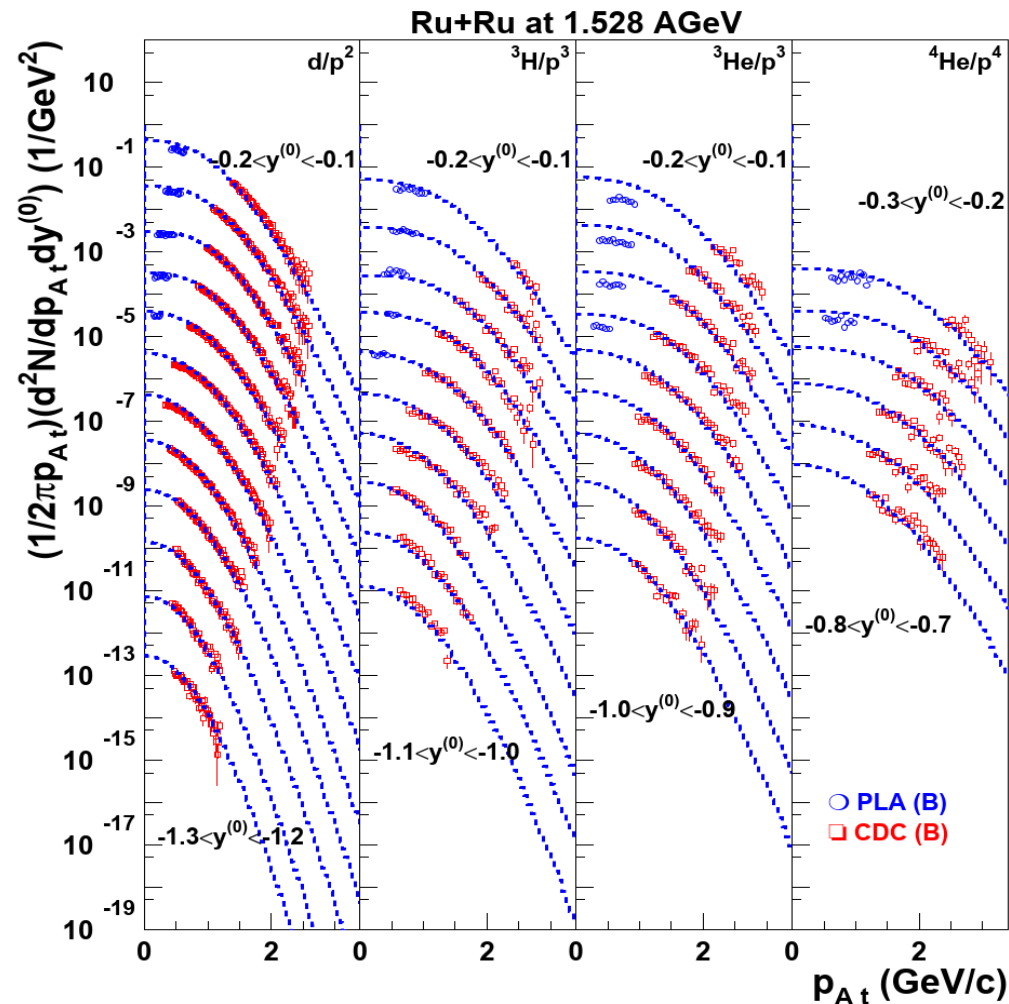 Ru+Ru at 1.528 AGeV
(1/2πp_{A t})(d²N/dp_{A t}dy⁽⁰⁾) (1/GeV²)
d/p²
³H/p³
³He/p³
⁴He/p⁴
-0.2<y⁽⁰⁾<-0.1
-0.2<y⁽⁰⁾<-0.1
-0.2<y⁽⁰⁾<-0.1
-0.3<y⁽⁰⁾<-0.2
10
10⁻¹
10⁻³
10⁻⁵
10⁻⁷
10⁻⁹
10⁻¹¹
10⁻¹³
10⁻¹⁵
10⁻¹⁷
10⁻¹⁹
-0.8<y⁽⁰⁾<-0.7
-1.0<y⁽⁰⁾<-0.9
-1.1<y⁽⁰⁾<-1.0
-1.3<y⁽⁰⁾<-1.2
PLA (B)
CDC (B)
0 2 0 2 0 2 0 2
p_{A t} (GeV/c)